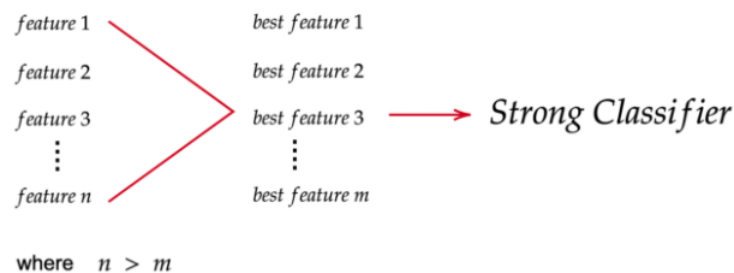 feature 1
feature 2
feature 3
feature n
best feature 1
best feature 2
best feature 3
best feature m
Strong Classifier
where n > m